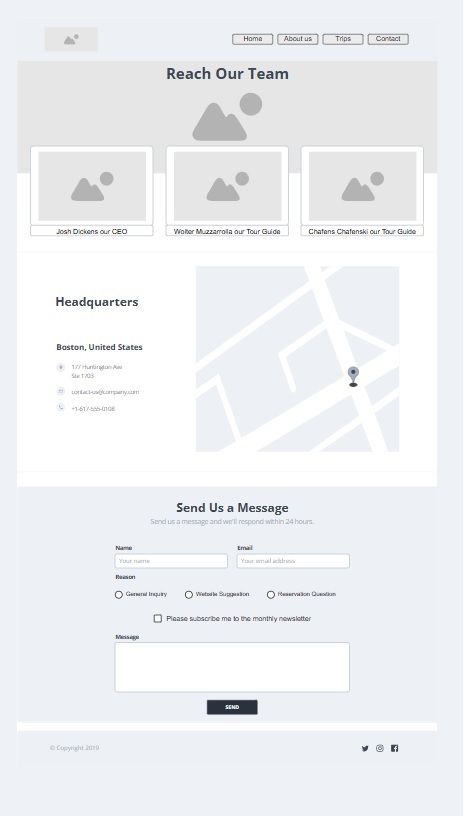 Home
About us
Trips
Contact
Reach Our Team
Josh Dickens our CEO
Wolter Muzzarrolla our Tour Guide
Chafens Chafenski our Tour Guide
Headquarters
Boston, United States
177 Huntington Ave
Ste 1703
contact-us@company.com
+1-617-555-0108
Send Us a Message
Send us a message and we'll respond within 24 hours.
Name
Email
Your name
Your email address
Reason
General Inquiry
Website Suggestion
Reservation Question
Please subscribe me to the monthly newsletter
Message
SEND
© Copyright 2019